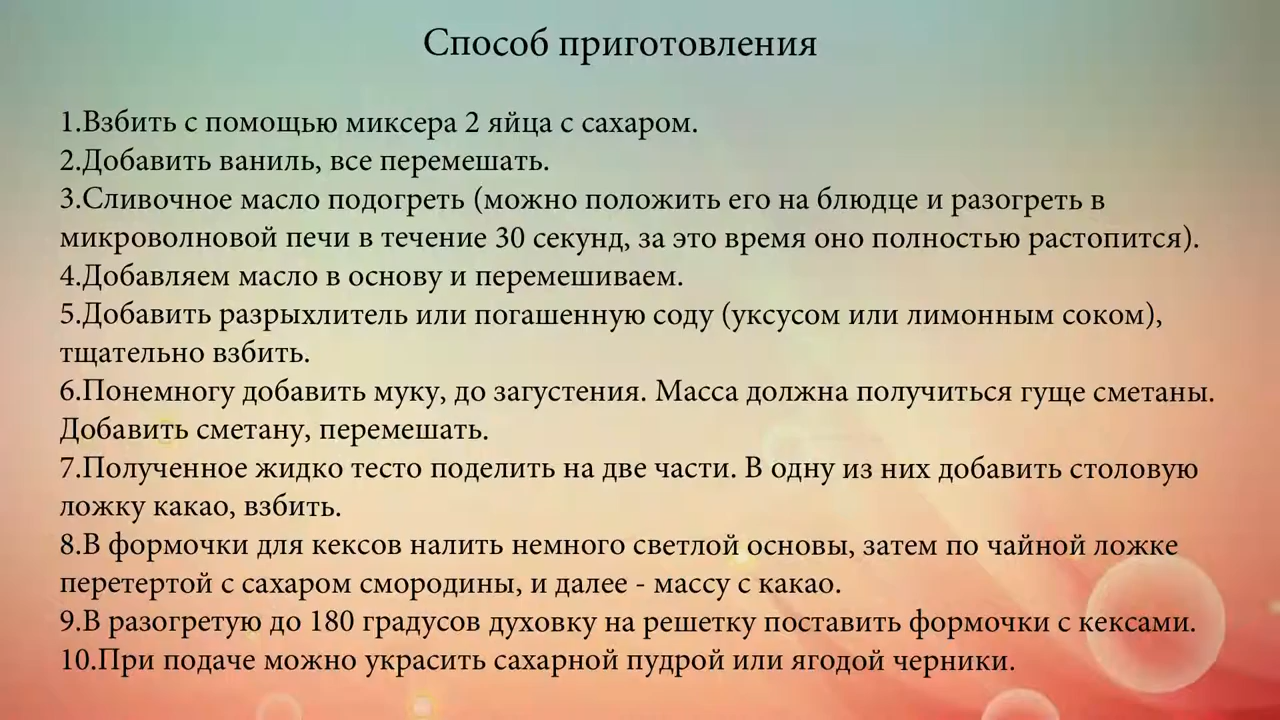 Способ приготовления
1.Взбить с помощью миксера 2 яйца с сахаром.
2.Добавить ваниль, все перемешать.
3.Сливочное масло подогреть (можно положить его на блюдце и разогреть в
микроволновой печи в течение 30 секунд, за это время оно полностью растопится).
4.Добавляем масло в основу и перемешиваем.
5.Добавить разрыхлитель или погашенную соду (уксусом или лимонным соком),
тщательно взбить.
6.Понемногу добавить муку, до загустения. Масса должна получиться гуще сметаны.
Добавить сметану, перемешать.
7.Полученное жидко тесто поделить на две части. В одну из них добавить столовую
ложку какао, взбить.
8.В формочки для кексов налить немного светлой основы, затем по чайной ложке
перетертой с сахаром смородины, и далее - массу с какао.
9.В разогретую до 180 градусов духовку на решетку поставить формочки с кексами.
10.При подаче можно украсить сахарной пудрой или ягодой черники.